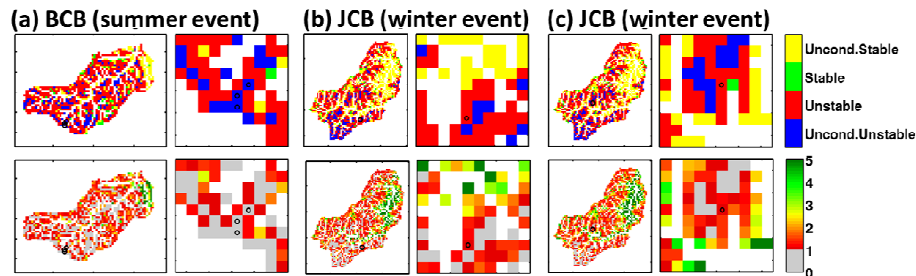 (a) BCB (summer event)
(b) JCB (winter event)
(c) JCB (winter event)
Uncond.Stable
Stable
Unstable
Uncond.Unstable
5
4
3
2
1
0